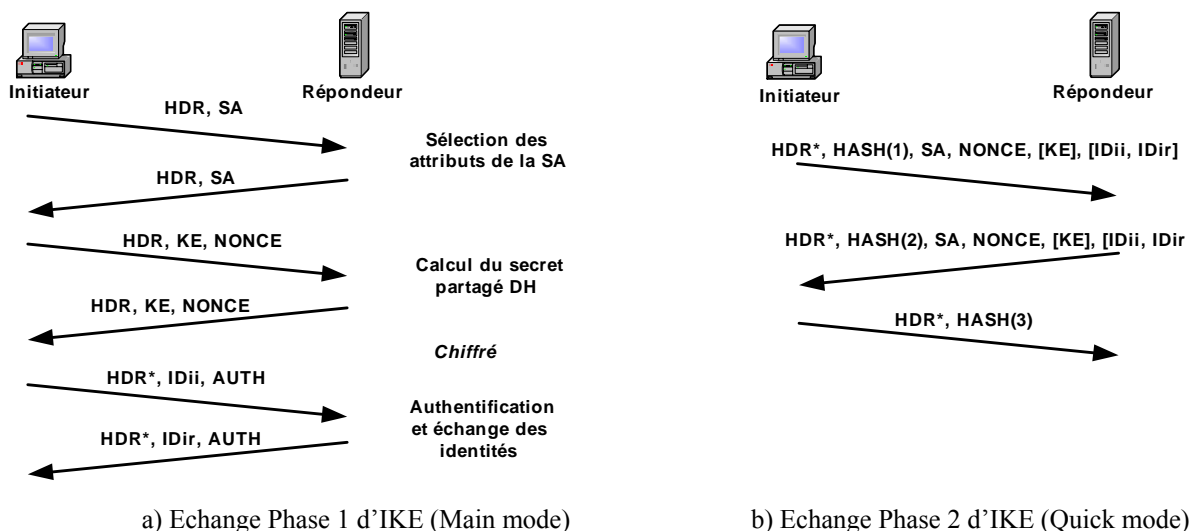 Initiateur
Répondeur
HDR, SA
Sélection des
attributs de la SA
HDR, SA
HDR, KE, NONCE
Calcul du secret
partagé DH
HDR, KE, NONCE
Chiffré
HDR*, IDii, AUTH
Authentification
et échange des
identités
HDR*, IDir, AUTH
a) Echange Phase 1 d’IKE (Main mode)
Initiateur
Répondeur
HDR*, HASH(1), SA, NONCE, [KE], [IDii, IDir]
HDR*, HASH(2), SA, NONCE, [KE], [IDii, IDir
HDR*, HASH(3)
b) Echange Phase 2 d’IKE (Quick mode)